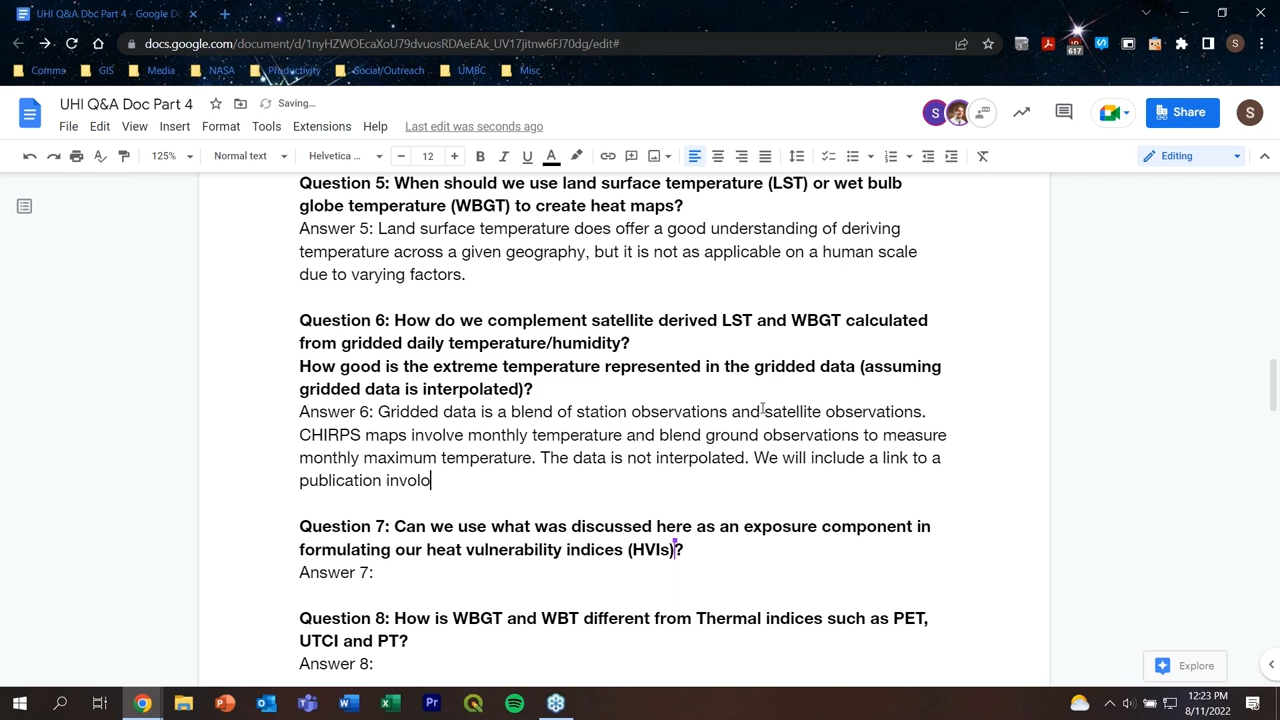 UHI Q&A Doc Part 4 - Google Do
docs.google.com/document/d/1nyHZWOEcaXoU79dvuosRDAeEAk_UV17jitnw6FJ70dg/edit#
617
S
Comms GIS Media NASA Productivity Social/Outreach UMBC Misc
UHI Q&A Doc Part 4 Saving...
S Share S
File Edit View Insert Format Tools Extensions Help Last edit was seconds ago
125% Normal text Helvetica ... 12 B I U A Editing
Question 5: When should we use land surface temperature (LST) or wet bulb
globe temperature (WBGT) to create heat maps?
Answer 5: Land surface temperature does offer a good understanding of deriving
temperature across a given geography, but it is not as applicable on a human scale
due to varying factors.
Question 6: How do we complement satellite derived LST and WBGT calculated
from gridded daily temperature/humidity?
How good is the extreme temperature represented in the gridded data (assuming
gridded data is interpolated)?
Answer 6: Gridded data is a blend of station observations and satellite observations.
CHIRPS maps involve monthly temperature and blend ground observations to measure
monthly maximum temperature. The data is not interpolated. We will include a link to a
publication involo
Question 7: Can we use what was discussed here as an exposure component in
formulating our heat vulnerability indices (HVIs)?
Answer 7:
Question 8: How is WBGT and WBT different from Thermal indices such as PET,
UTCI and PT?
Answer 8:
Explore
12:23 PM
8/11/2022